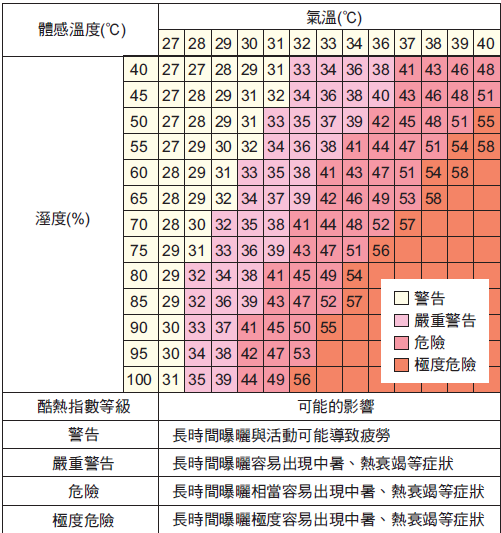 體感溫度(℃)
氣溫(℃)
27 28 29 30 31 32 33 34 36 37 38 39 40
溼度(%)
40 27 27 28 29 31 33 34 36 38 41 43 46 48
45 27 28 29 31 32 34 36 38 40 43 46 48 51
50 27 28 29 31 33 35 37 39 42 45 48 51 55
55 27 29 30 32 34 36 38 41 44 47 51 54 58
60 28 29 31 33 35 38 41 43 47 51 54 58
65 28 29 32 34 37 39 42 46 49 53 58
70 28 30 32 35 38 41 44 48 52 57
75 29 31 33 36 39 43 47 51 56
80 29 32 34 38 41 45 49 54
85 29 32 36 39 43 47 52 57
90 30 33 37 41 45 50 55
95 30 34 38 42 47 53
100 31 35 39 44 49 56
警告
嚴重警告
危險
極度危險
酷熱指數等級 可能的影響
警告 長時間曝曬與活動可能導致疲勞
嚴重警告 長時間曝曬容易出現中暑、熱衰竭等症狀
危險 長時間曝曬相當容易出現中暑、熱衰竭等症狀
極度危險 長時間曝曬極度容易出現中暑、熱衰竭等症狀